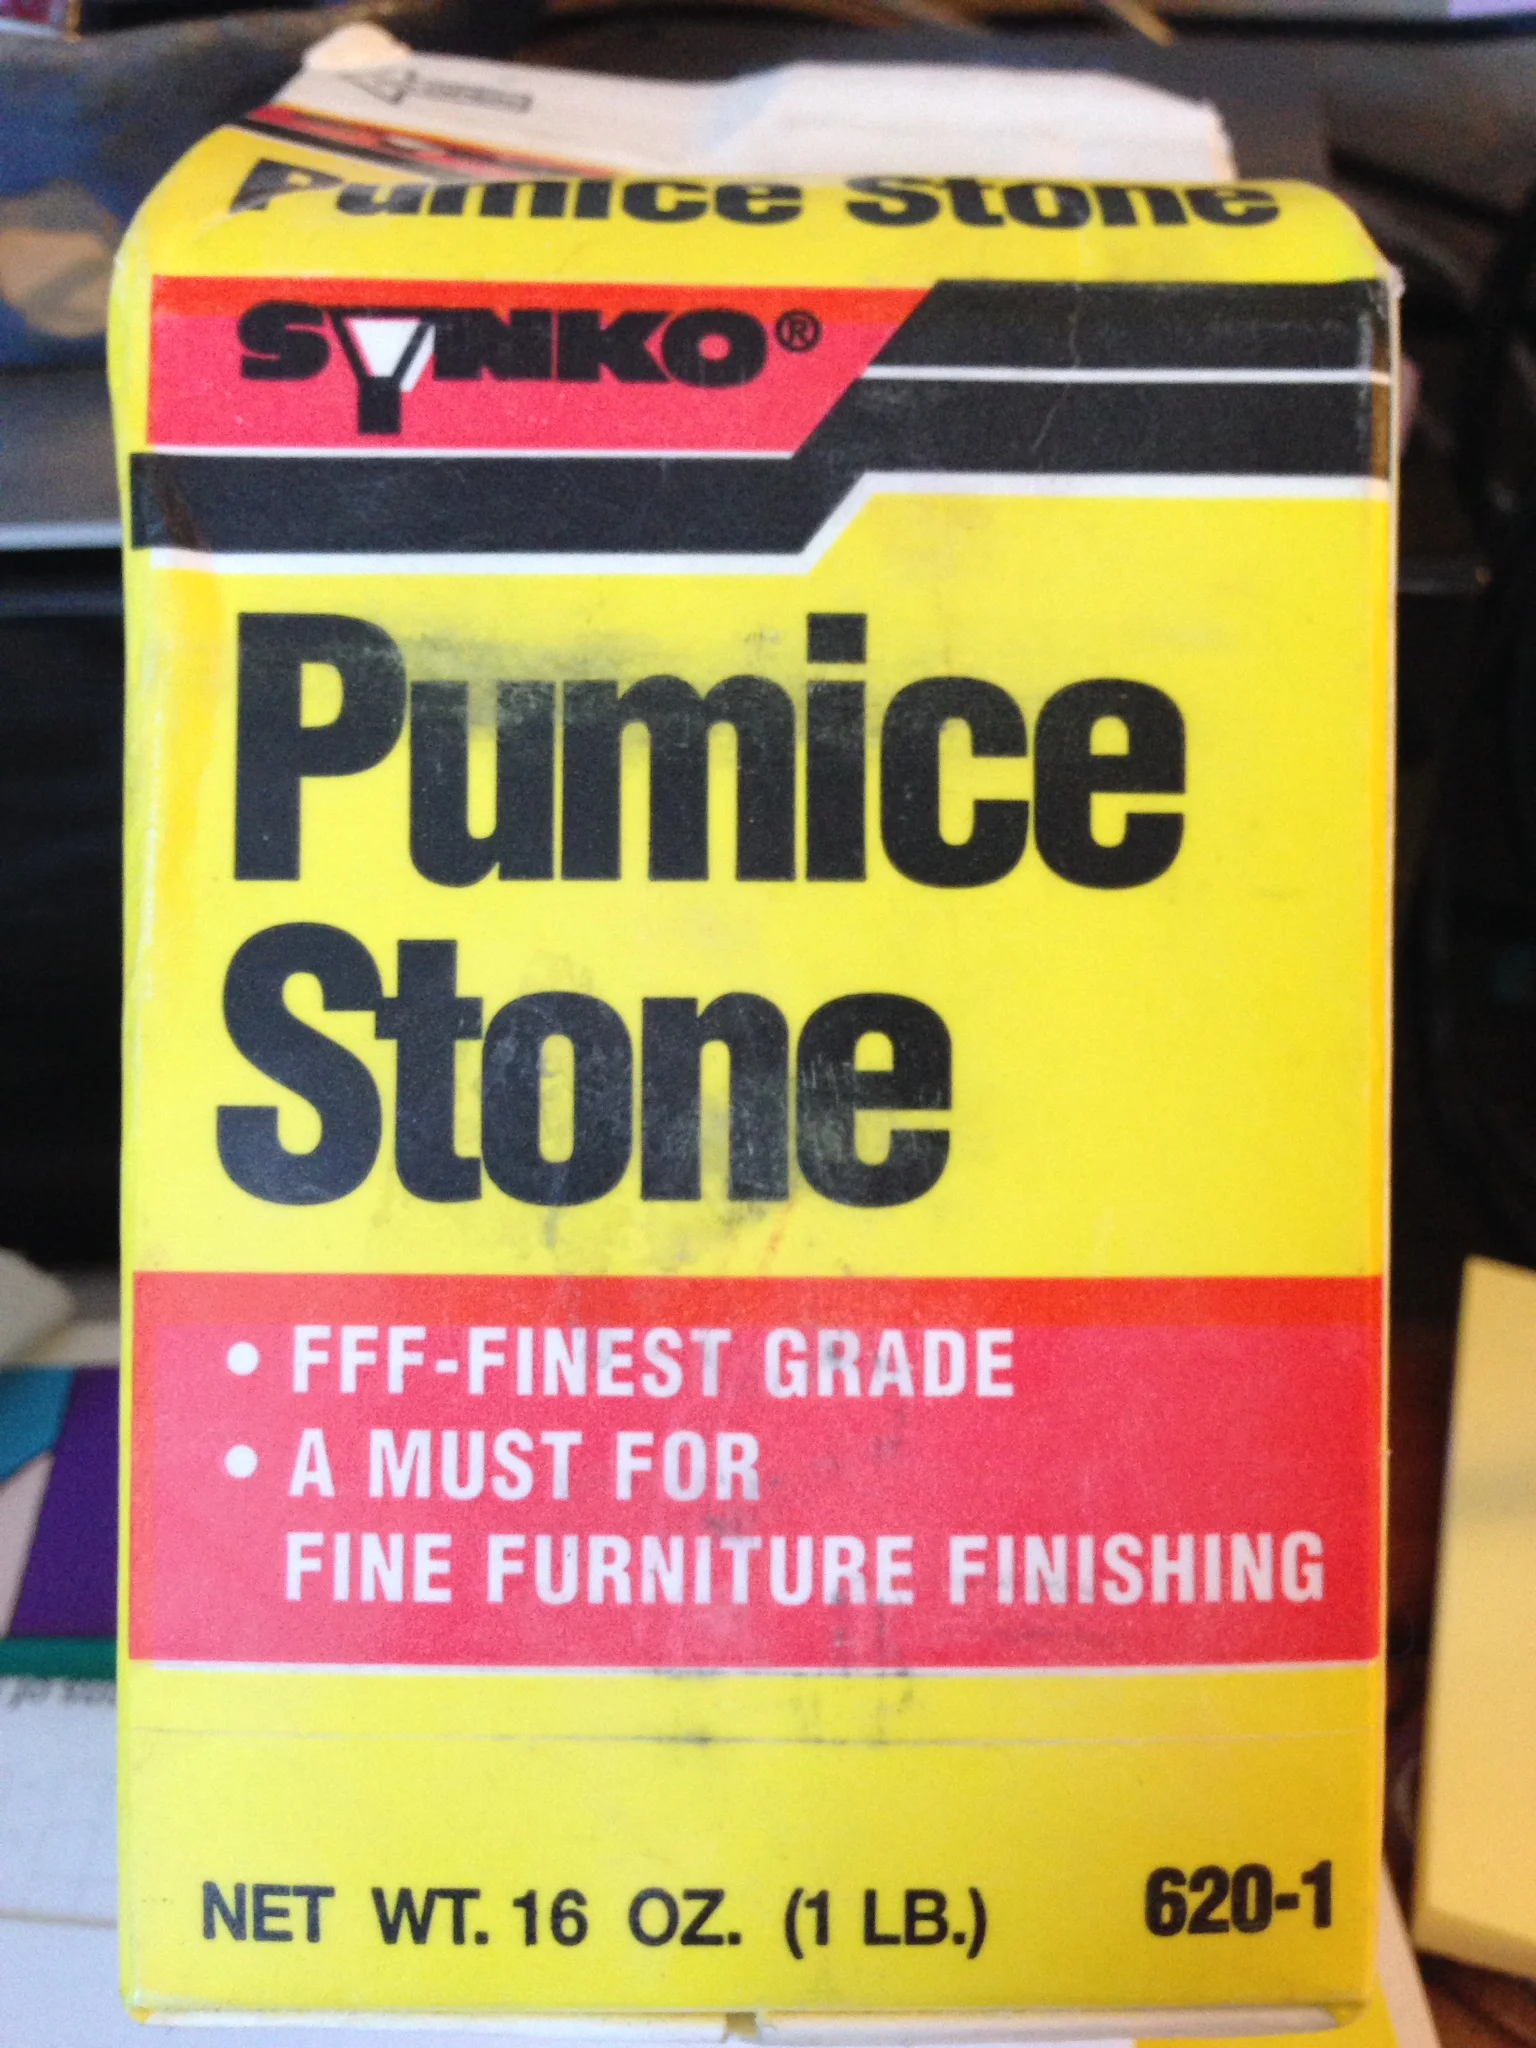 Pumice Stone
SYNKO®
Pumice
Stone
• FFF-FINEST GRADE
• A MUST FOR
FINE FURNITURE FINISHING
NET WT. 16 OZ. (1 LB.) 620-1